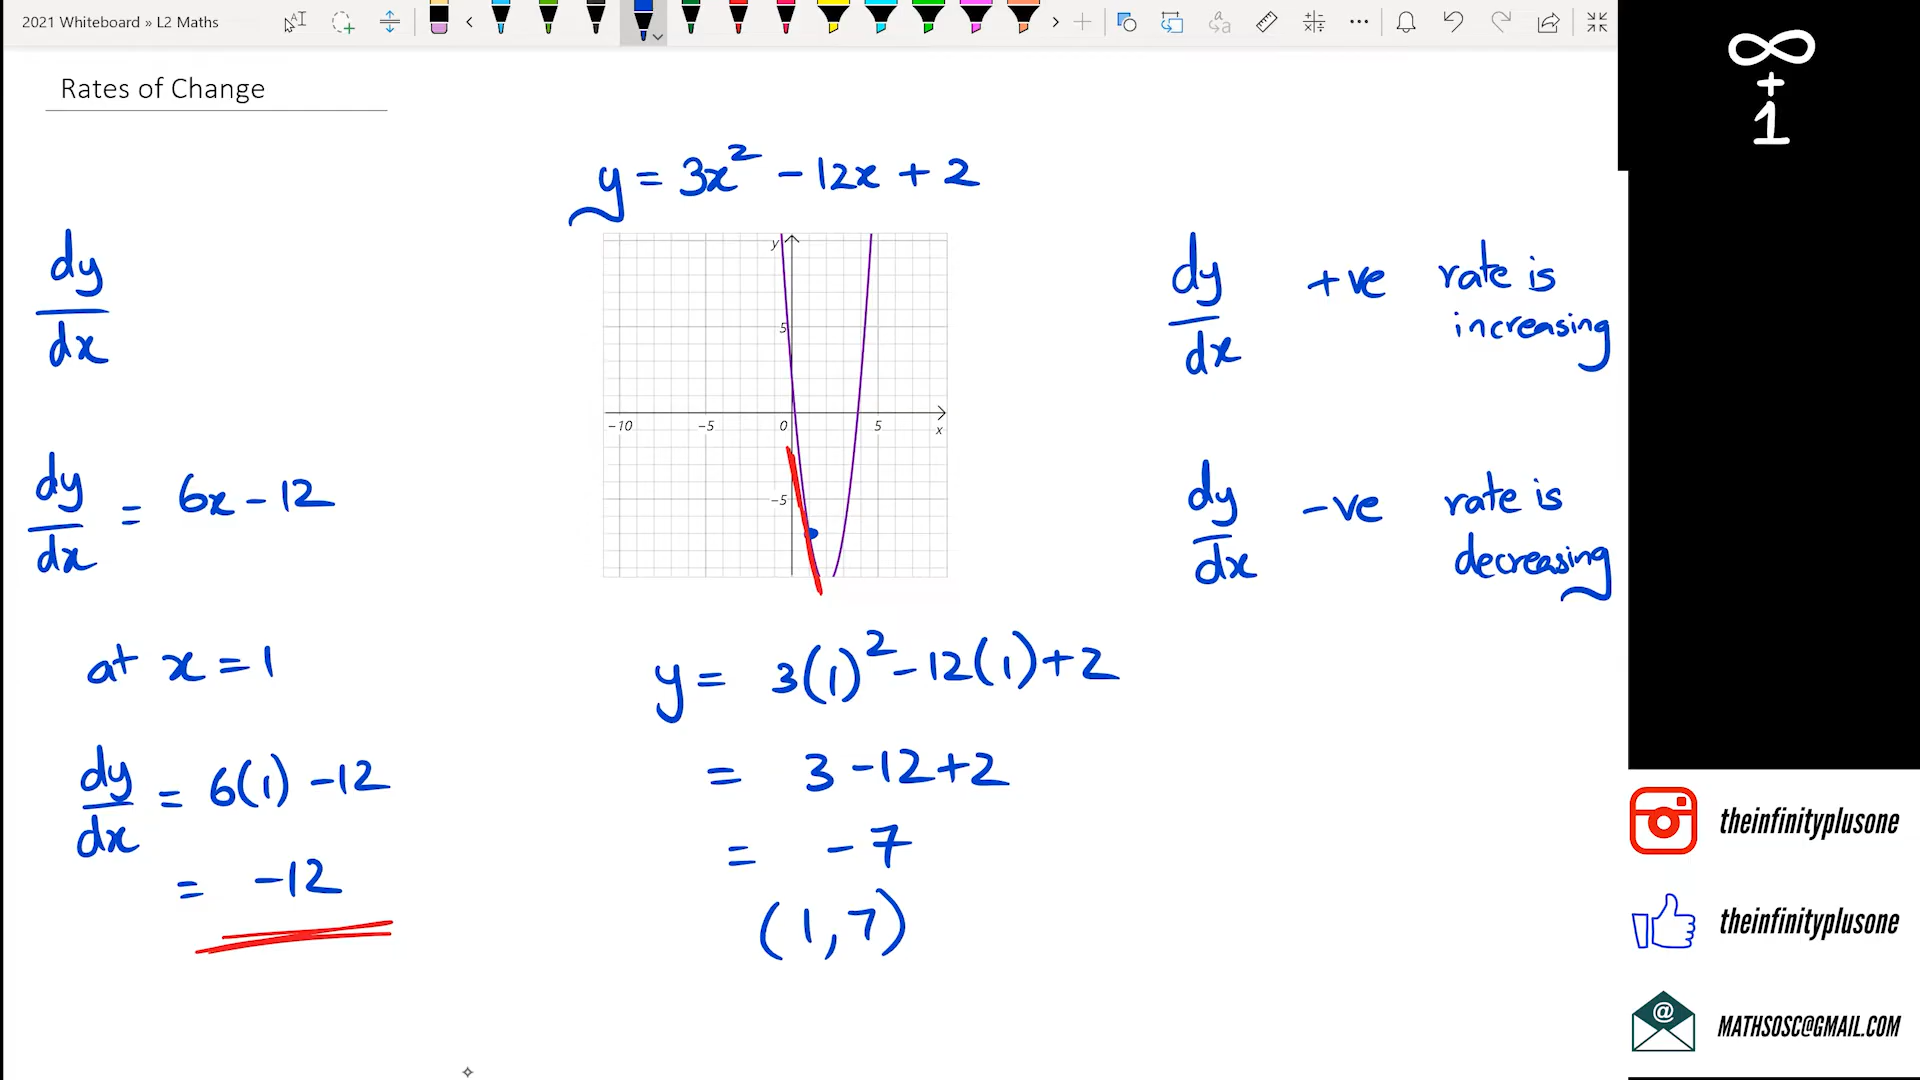 2021 Whiteboard » L2 Maths
Rates of Change
y = 3x² - 12x + 2
dy
dx
y
5
-10 -5 0 5 x
-5
dy/dx +ve rate is
increasing
dy/dx = 6x - 12
dy/dx -ve rate is
decreasing
at x = 1
dy/dx = 6(1) - 12
= -12
y = 3(1)² - 12(1) + 2
= 3 - 12 + 2
= -7
(1, 7)
∞
+
1
theinfinityplusone
theinfinityplusone
@
MATHSOSC@GMAIL.COM